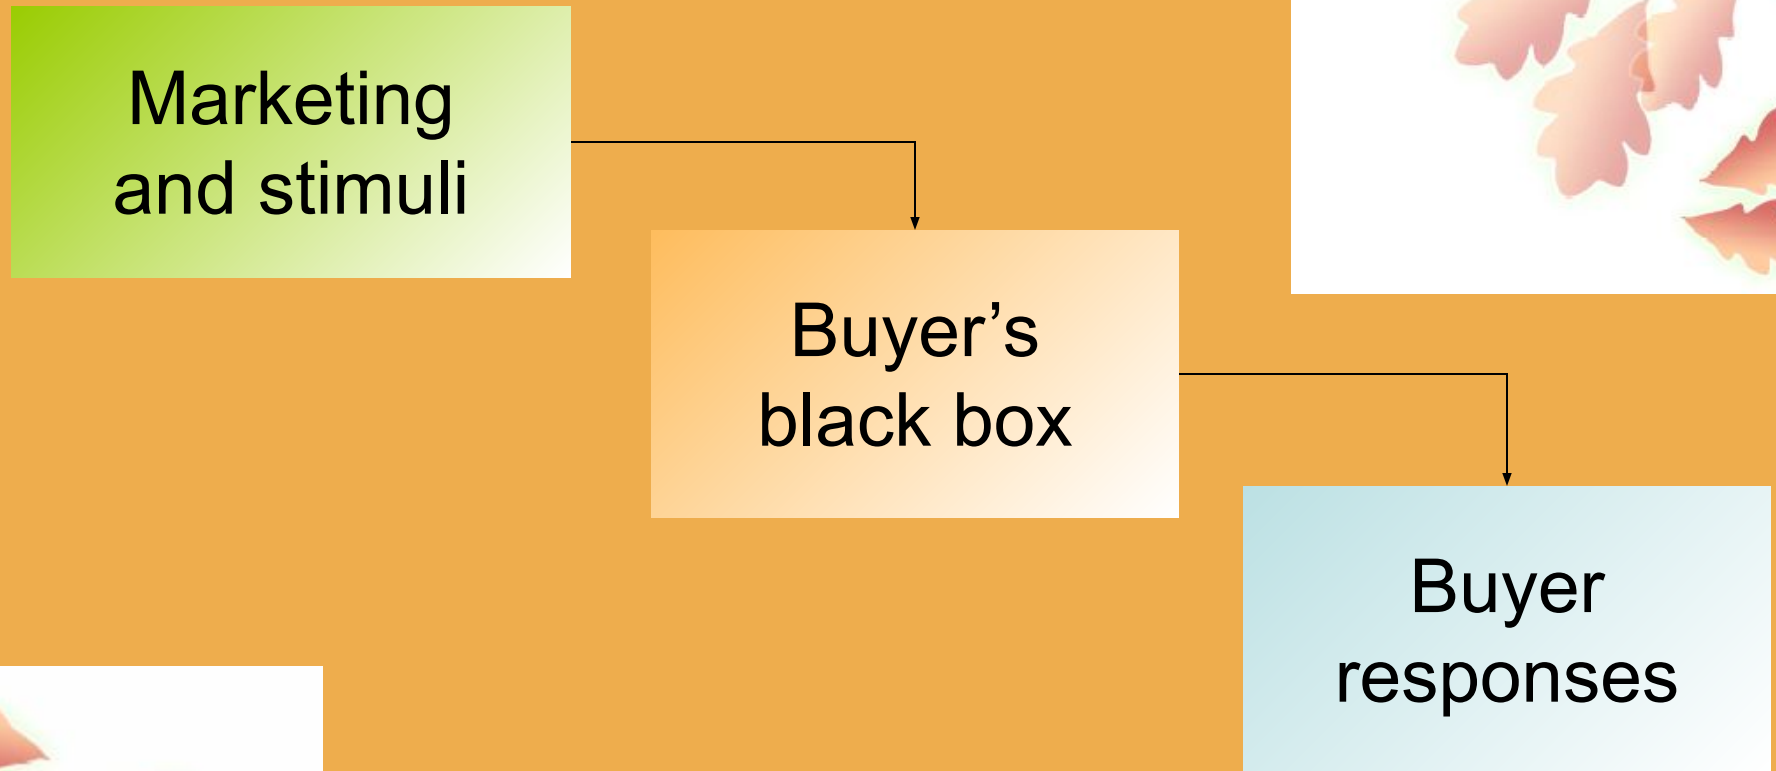 Marketing
and stimuli
Buyer’s
black box
Buyer
responses